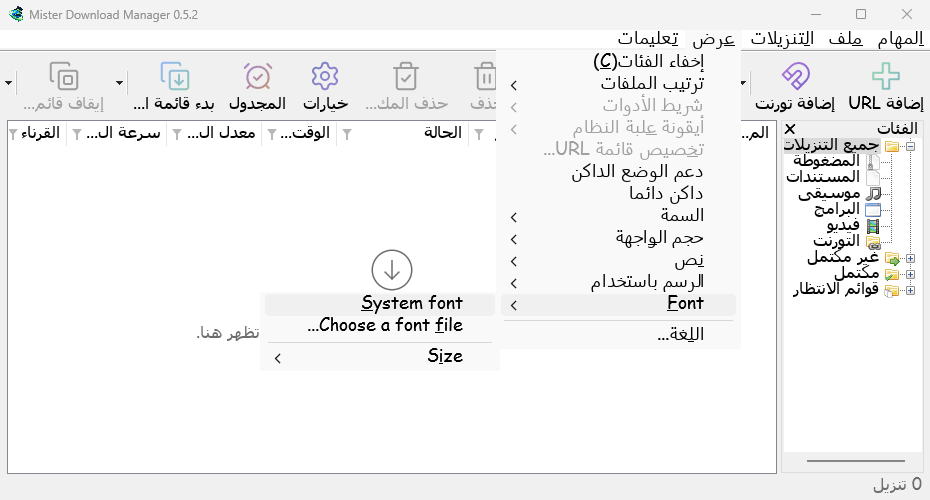 Mister Download Manager 0.5.2
المهام ملف التنزيلات عرض تعليمات
إضافة URL
إضافة تورنت
حذف
حذف المك...
خيارات
المجدول
بدء قائمة ا...
إيقاف قائم...
الفئات
جميع التنزيلات
المضغوطة
المستندات
موسيقى
البرامج
فيديو
التورنت
غير مكتمل
مكتمل
قوائم الانتظار
الم...
الحالة
الوقت...
معدل ال...
سرعة ال...
القرناء
إخفاء الفئات(C)
ترتيب الملفات
شريط الأدوات
أيقونة علبة النظام
تخصيص قائمة URL...
دعم الوضع الداكن
داكن دائما
السمة
حجم الواجهة
نص
الرسم باستخدام
Font
اللغة...
System font
Choose a font file...
Size
تظهر هنا.
0 تنزيل